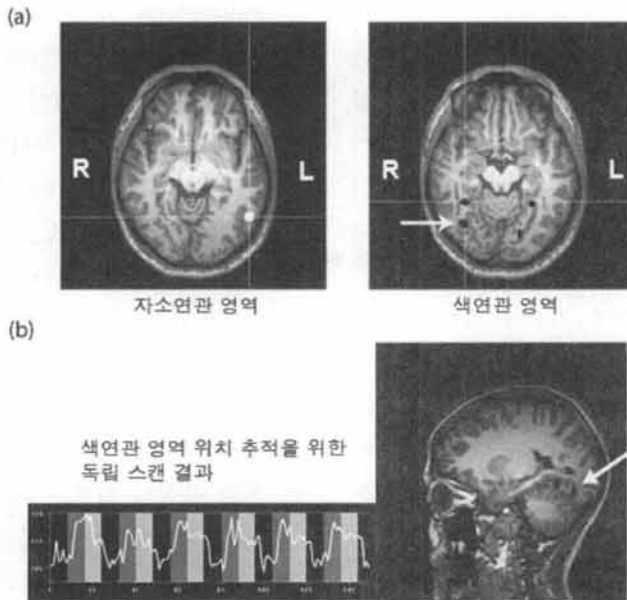 (a)
R L
R L
자소연관 영역
색연관 영역
(b)
색연관 영역 위치 추적을 위한
독립 스캔 결과